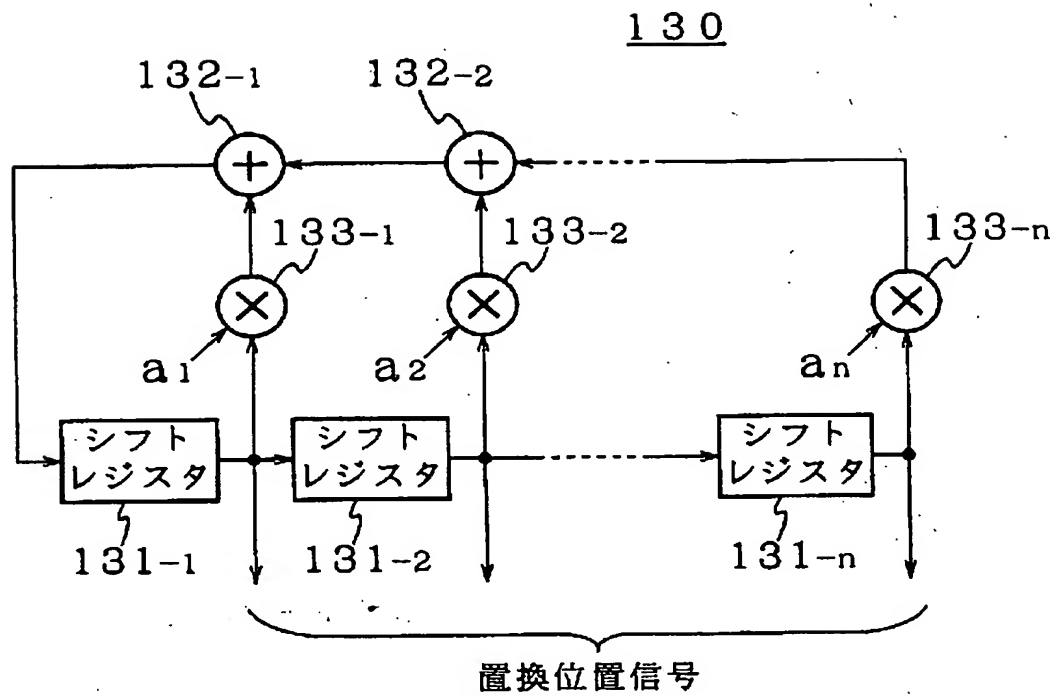 130
132-1
132-2
+
+
133-1
133-2
133-n
×
×
×
a1
a2
an
シフト
レジスタ
シフト
レジスタ
シフト
レジスタ
131-1
131-2
131-n
置換位置信号